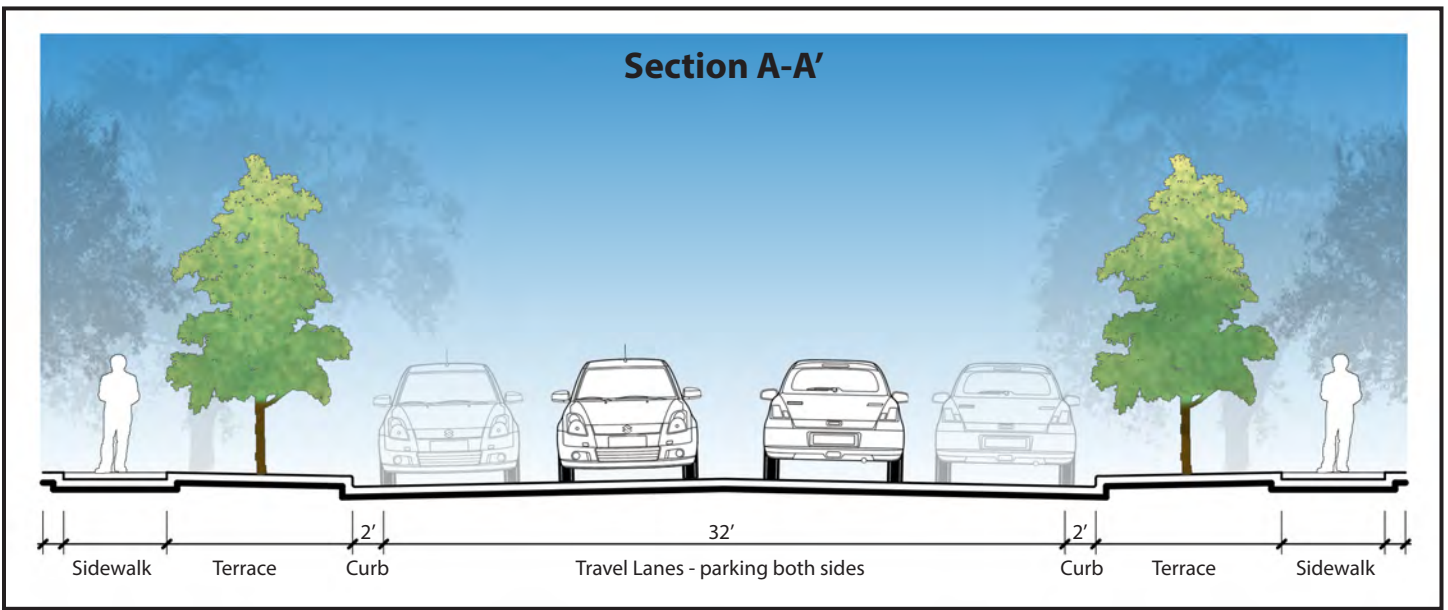 Section A-A’
2’ 32’ 2’
Sidewalk Terrace Curb Travel Lanes - parking both sides Curb Terrace Sidewalk